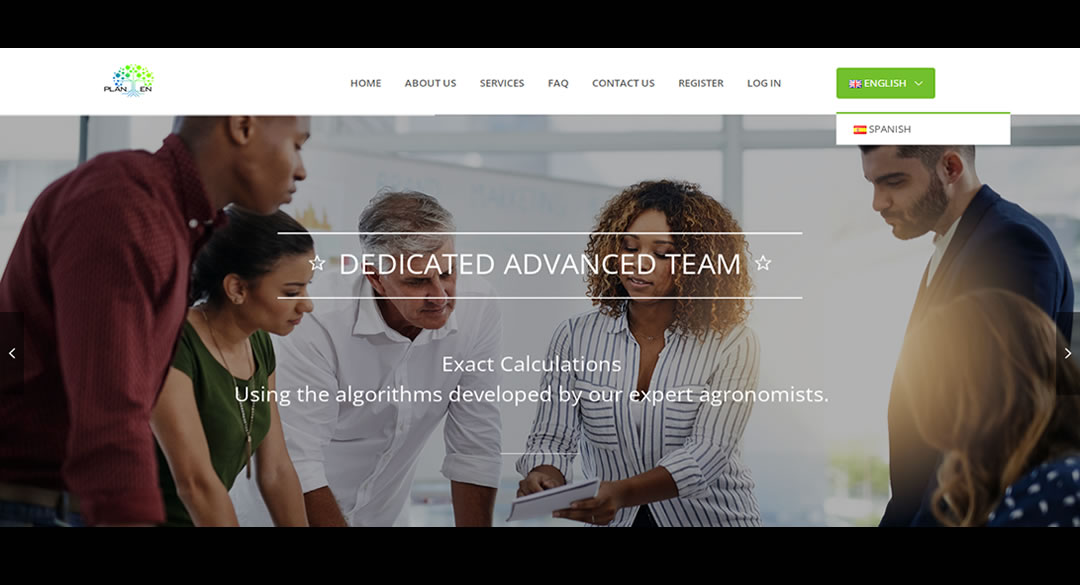 PLAN EN
HOME ABOUT US SERVICES FAQ CONTACT US REGISTER LOG IN ENGLISH
SPANISH
DEDICATED ADVANCED TEAM
Exact Calculations
Using the algorithms developed by our expert agronomists.